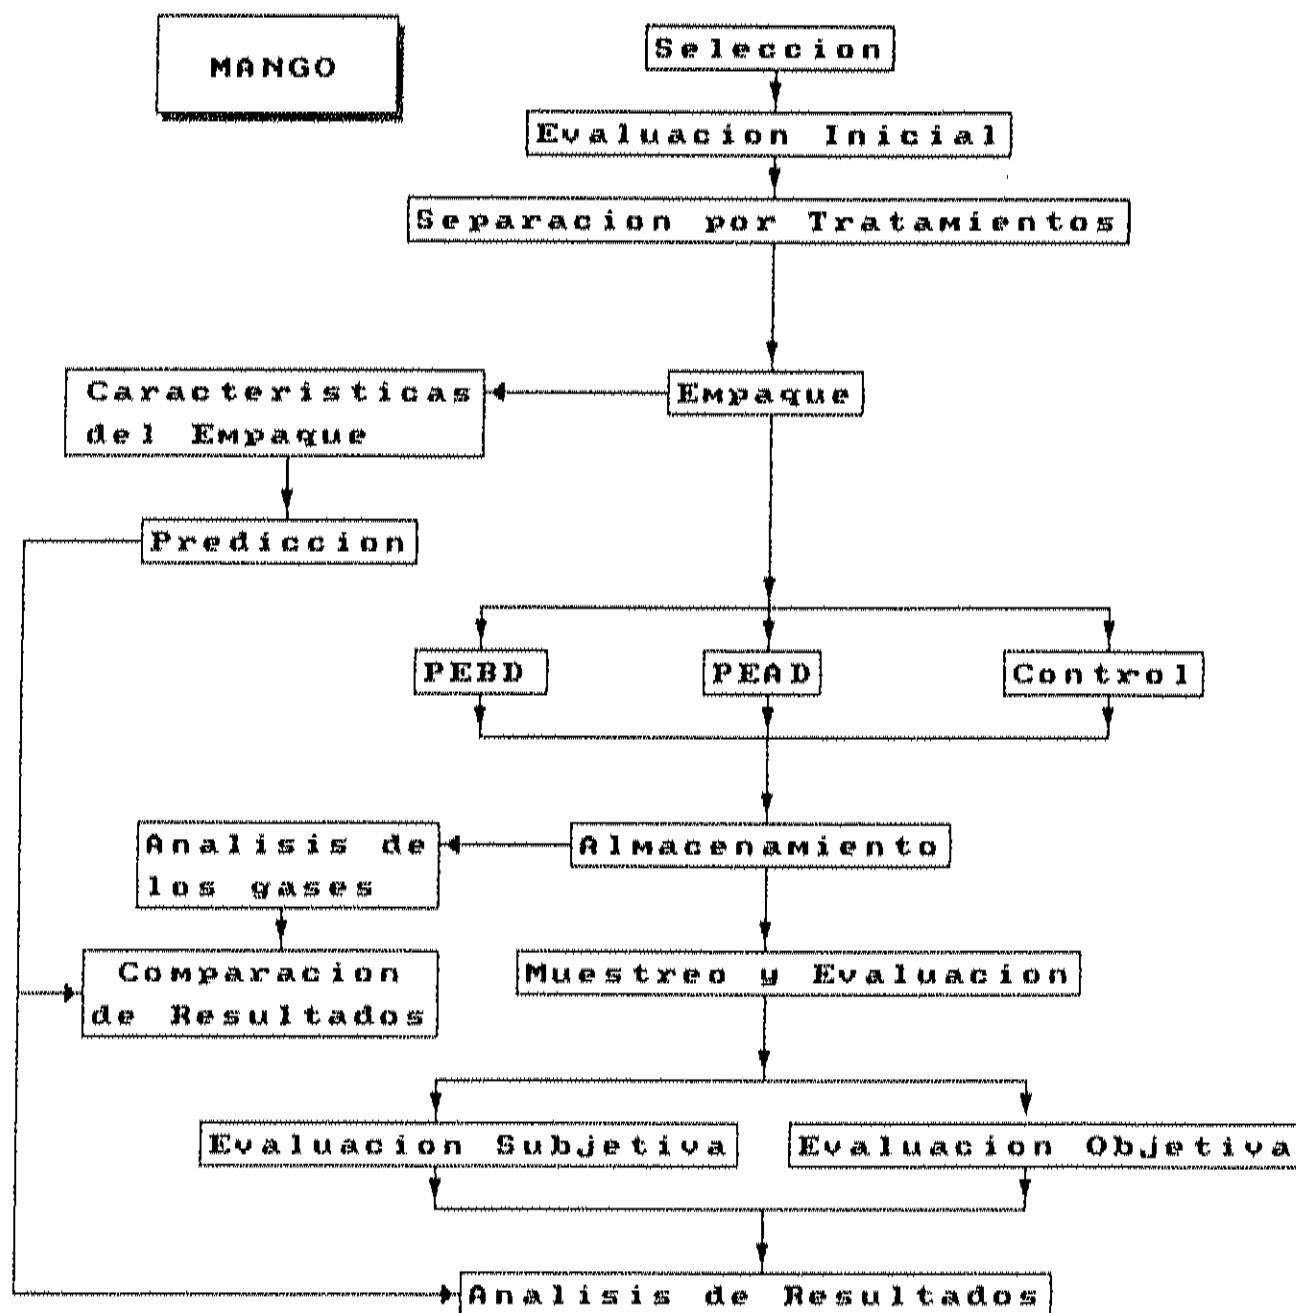 MANGO
Seleccion
Evaluacion Inicial
Separacion por Tratamientos
Caracteristicas
del Empaque
Empaque
Prediccion
PEBD
PEAD
Control
Analisis de
los gases
Almacenamiento
Comparacion
de Resultados
Muestreo y Evaluacion
Evaluacion Subjetiva
Evaluacion Objetiva
Analisis de Resultados